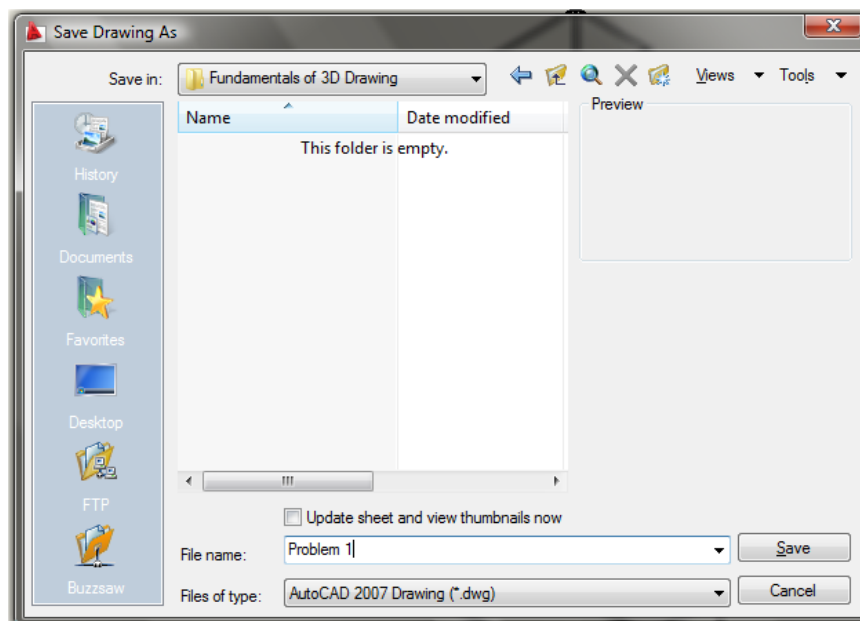 Save Drawing As
Save in: Fundamentals of 3D Drawing Views Tools
Name Date modified Preview
This folder is empty.
History
Documents
Favorites
Desktop
FTP
Buzzsaw
Update sheet and view thumbnails now
File name: Problem 1 Save
Files of type: AutoCAD 2007 Drawing (*.dwg) Cancel